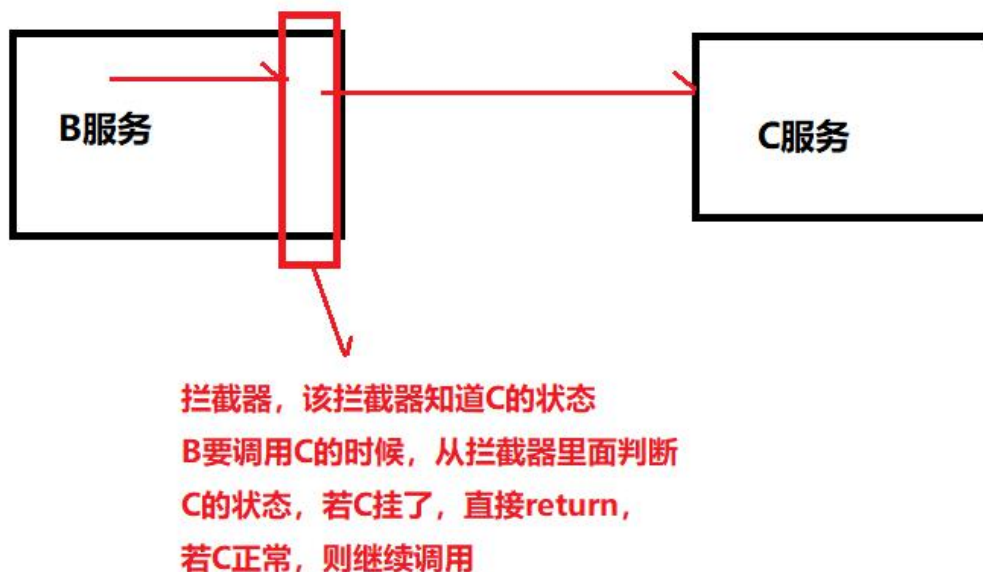 B服务
C服务
拦截器，该拦截器知道C的状态
B要调用C的时候，从拦截器里面判断
C的状态，若C挂了，直接return，
若C正常，则继续调用